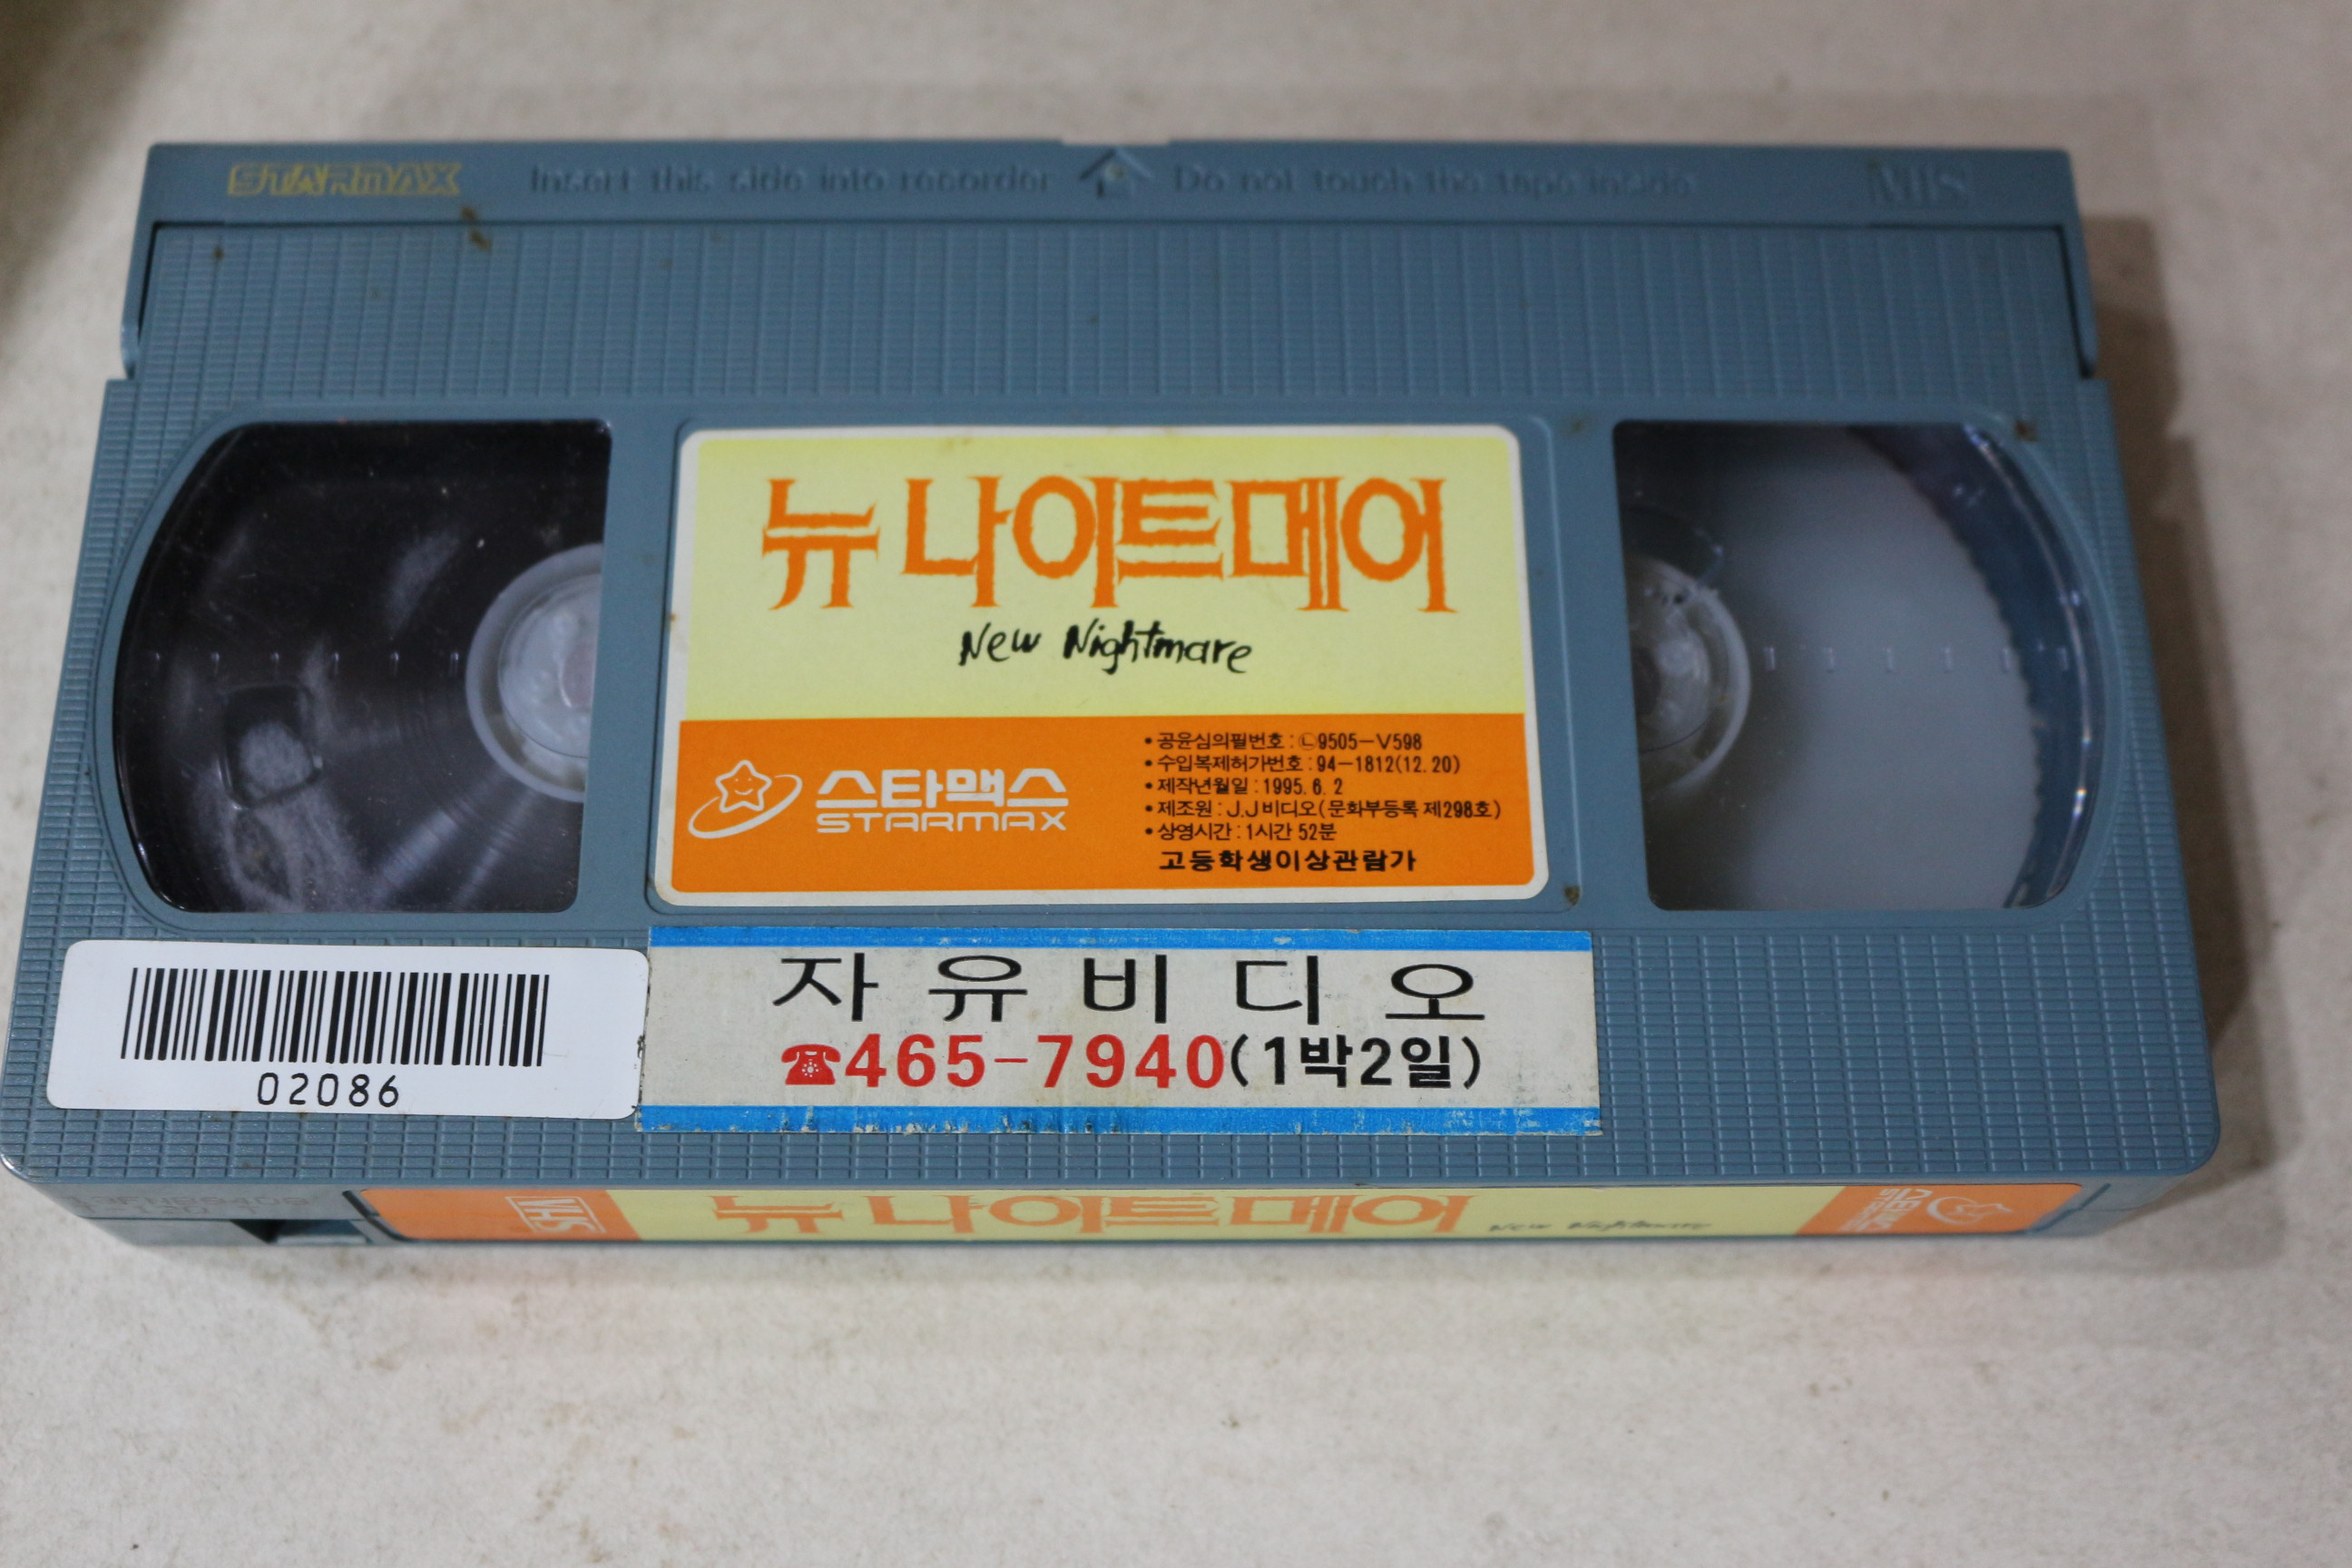 STARMAX Insert this side into recorder Do not touch the tape inside VHS
뉴 나이트메어
New Nightmare
스타맥스
STARMAX
• 공윤심의필번호 : ㉡9505-V598
• 수입복제허가번호 : 94-1812(12.20)
• 제작년월일 : 1995. 6. 2
• 제조원 : J.J 비디오(문화부등록 제298호)
• 상영시간 : 1시간 52분
고등학생이상관람가
자유비디오
☎465-7940(1박2일)
02086
VHS 뉴 나이트메어 New Nightmare